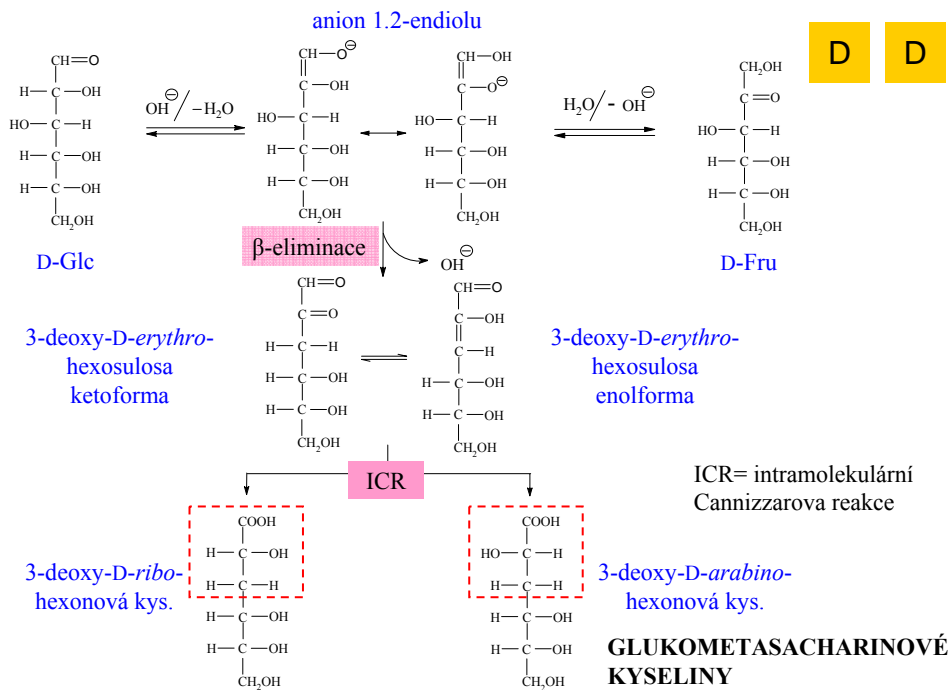 anion 1.2-endiolu
D D
CH=O
H–C–OH
HO–C–H
H–C–OH
H–C–OH
CH₂OH
D-Glc
OH⊖/–H₂O
CH–O⊖
C–OH
HO–C–H
H–C–OH
H–C–OH
CH₂OH
CH–OH
C–O⊖
HO–C–H
H–C–OH
H–C–OH
CH₂OH
H₂O/- OH⊖
CH₂OH
C=O
HO–C–H
H–C–OH
H–C–OH
CH₂OH
D-Fru
β-eliminace
OH⊖
3-deoxy-D-erythro-
hexosulosa
ketoforma
CH=O
C=O
H–C–H
H–C–OH
H–C–OH
CH₂OH
CH=O
C–OH
C–H
H–C–OH
H–C–OH
CH₂OH
3-deoxy-D-erythro-
hexosulosa
enolforma
ICR
ICR= intramolekulární
Cannizzarova reakce
3-deoxy-D-ribo-
hexonová kys.
COOH
H–C–OH
H–C–H
H–C–OH
H–C–OH
CH₂OH
COOH
HO–C–H
H–C–H
H–C–OH
H–C–OH
CH₂OH
3-deoxy-D-arabino-
hexonová kys.
GLUKOMETASACHARINOVÉ
KYSELINY